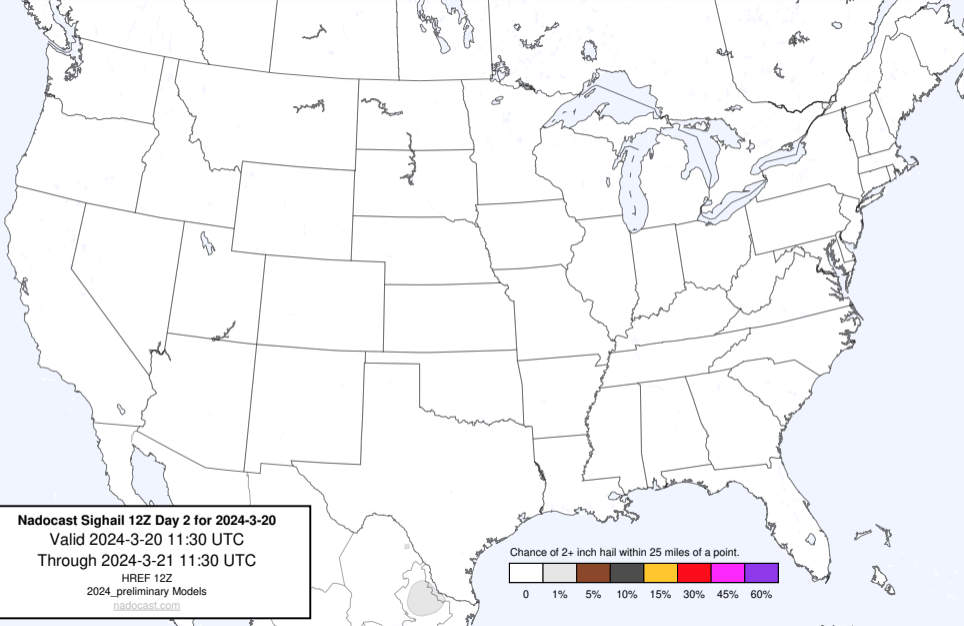 Nadocast Sighail 12Z Day 2 for 2024-3-20
Valid 2024-3-20 11:30 UTC
Through 2024-3-21 11:30 UTC
HREF 12Z
2024_preliminary Models
nadocast.com
Chance of 2+ inch hail within 25 miles of a point.
0 1% 5% 10% 15% 30% 45% 60%